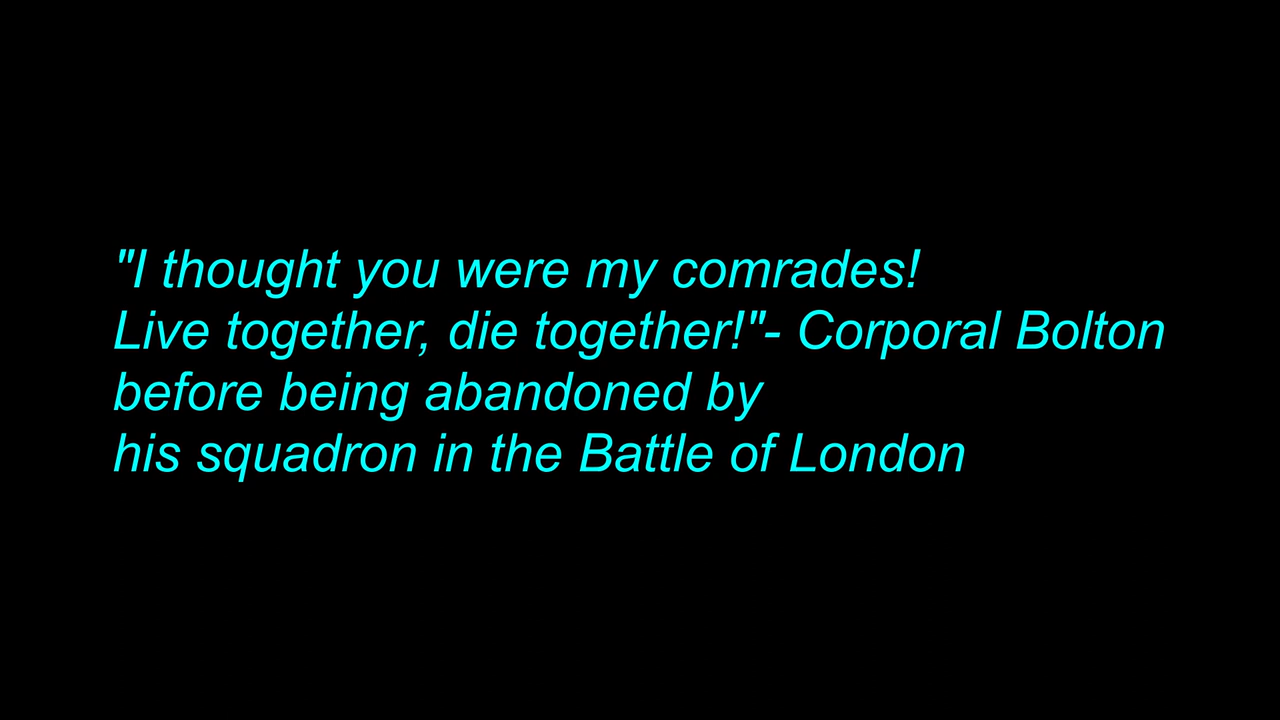 "I thought you were my comrades!
Live together, die together!"- Corporal Bolton
before being abandoned by
his squadron in the Battle of London